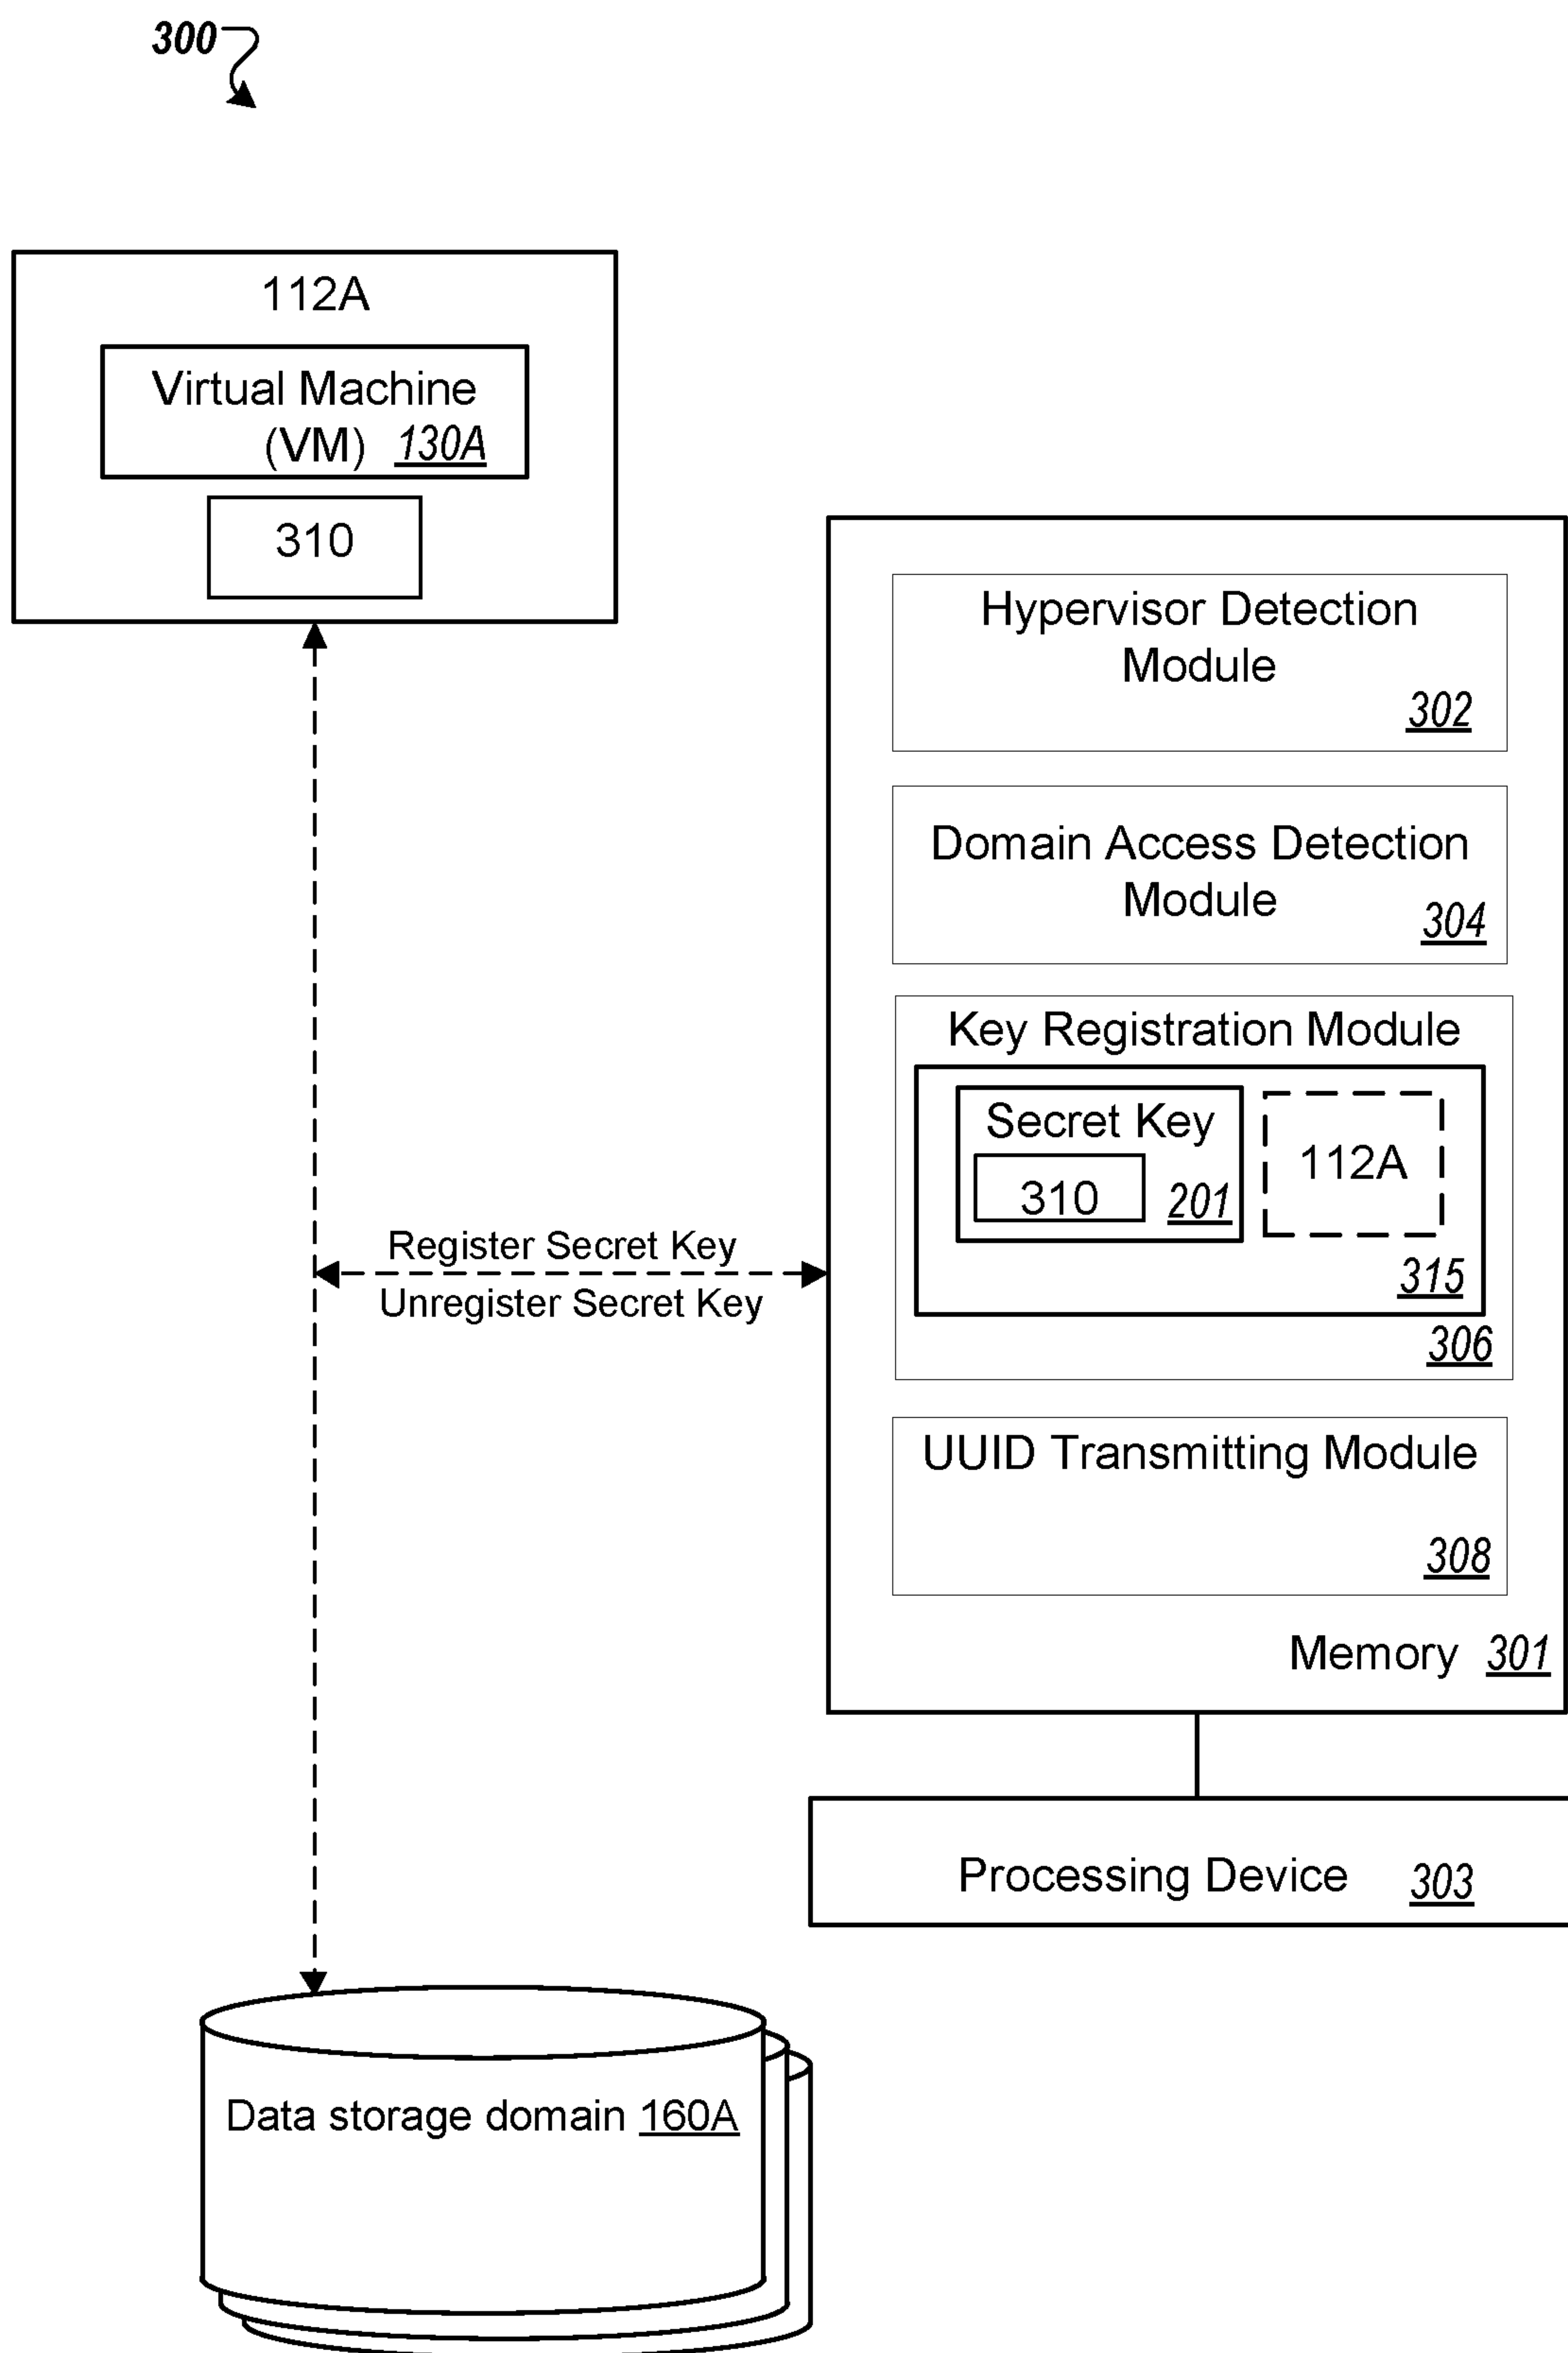 300
112A
Virtual Machine
(VM) 130A
310
Hypervisor Detection
Module
302
Domain Access Detection
Module
304
Key Registration Module
Secret Key
310 201
112A
315
306
Register Secret Key
Unregister Secret Key
UUID Transmitting Module
308
Memory 301
Processing Device 303
Data storage domain 160A